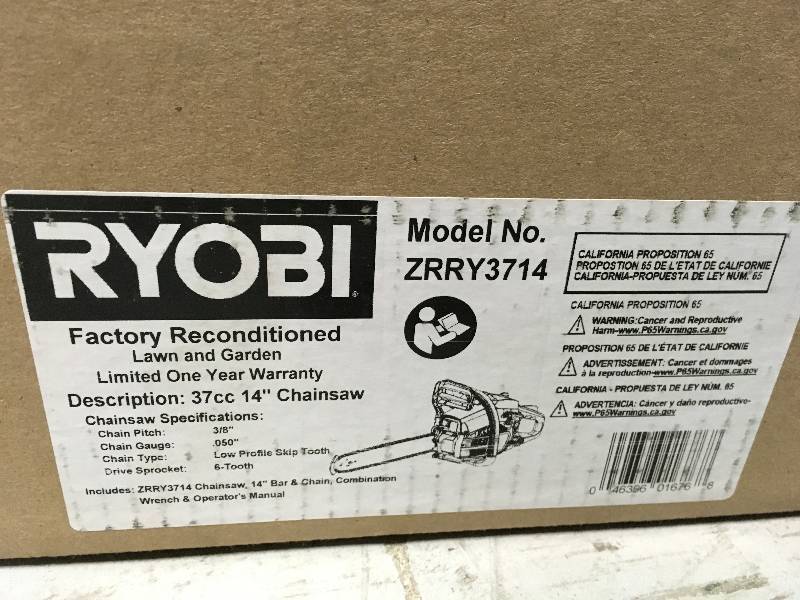 RYOBI
Factory Reconditioned
Lawn and Garden
Limited One Year Warranty
Description: 37cc 14" Chainsaw
Chainsaw Specifications:
Chain Pitch: 3/8"
Chain Gauge: .050"
Chain Type: Low Profile Skip Tooth
Drive Sprocket: 6-Tooth
Includes: ZRRY3714 Chainsaw, 14" Bar & Chain, Combination
Wrench & Operator's Manual
Model No.
ZRRY3714
CALIFORNIA PROPOSITION 65
PROPOSTION 65 DE L'ÉTAT DE CALIFORNIE
CALIFORNIA-PROPUESTA DE LEY NÚM. 65
CALIFORNIA PROPOSITION 65
WARNING:Cancer and Reproductive
Harm-www.P65Warnings.ca.gov
PROPOSITION 65 DE L'ÉTAT DE CALIFORNIE
ADVERTISSEMENT: Cancer et dommages
à la reproduction-www.P65Warnings.ca.gov
CALIFORNIA - PROPUESTA DE LEY NÚM. 65
ADVERTENCIA: Cáncer y daño reproductivo-
www.P65Warnings.ca.gov
0 46396 01676 8